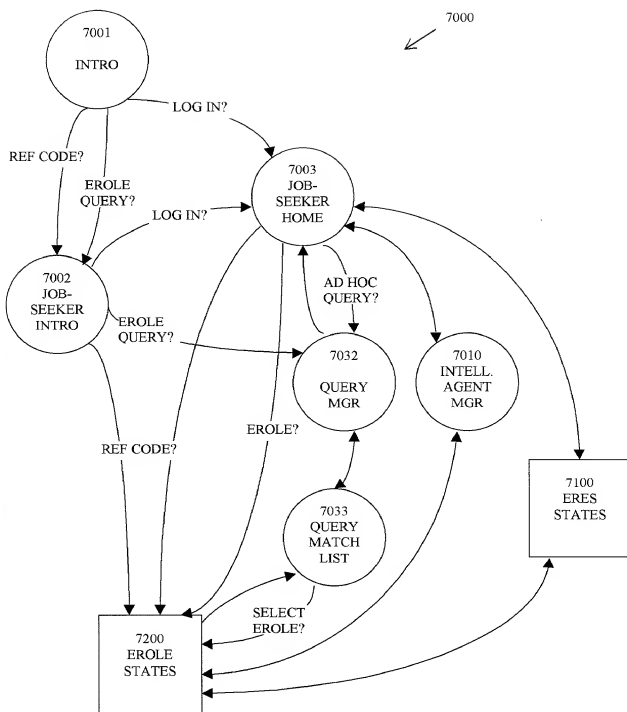 7000
7001
INTRO
LOG IN?
REF CODE?
EROLE
QUERY?
LOG IN?
7003
JOB-
SEEKER
HOME
7002
JOB-
SEEKER
INTRO
AD HOC
QUERY?
EROLE
QUERY?
7032
QUERY
MGR
7010
INTELL.
AGENT
MGR
EROLE?
REF CODE?
7100
ERES
STATES
7033
QUERY
MATCH
LIST
SELECT
EROLE?
7200
EROLE
STATES